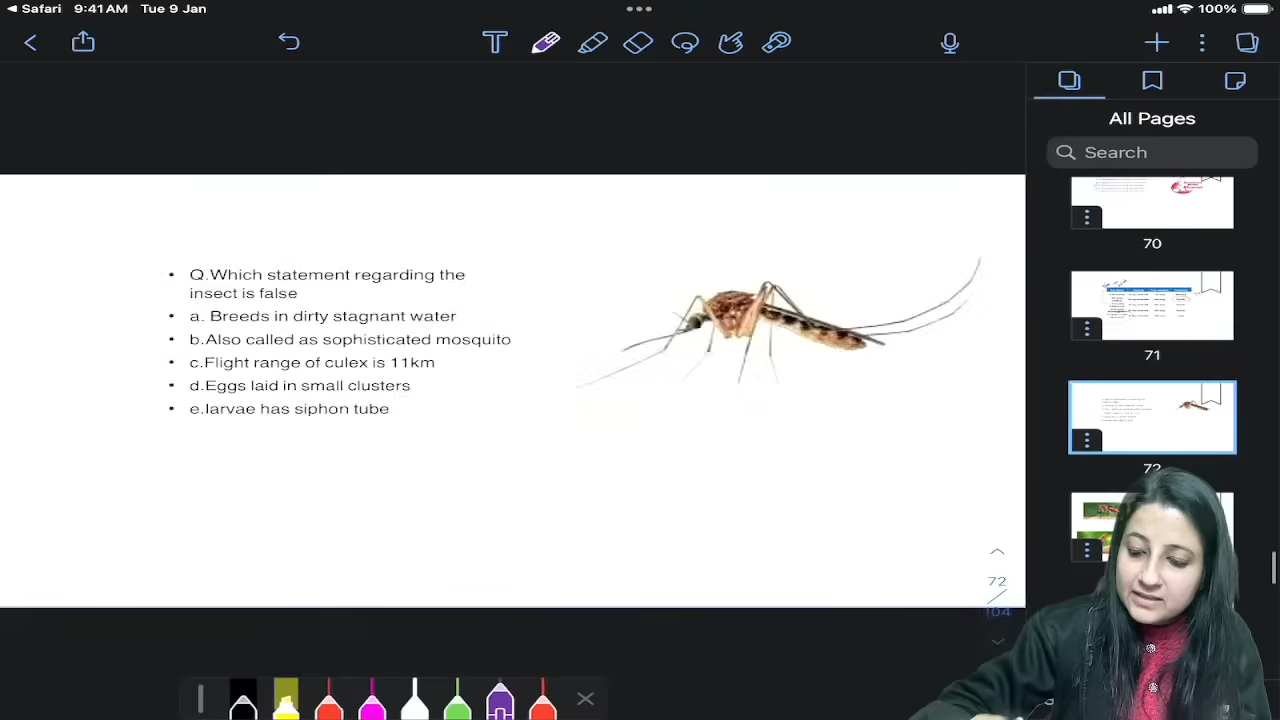 Safari 9:41 AM Tue 9 Jan
100%
All Pages
Search
70
71
72
• Q.Which statement regarding the
insect is false
• a. Breeds in dirty stagnant water
• b.Also called as sophisticated mosquito
• c.Flight range of culex is 11km
• d.Eggs laid in small clusters
• e.larvae has siphon tube
72
104